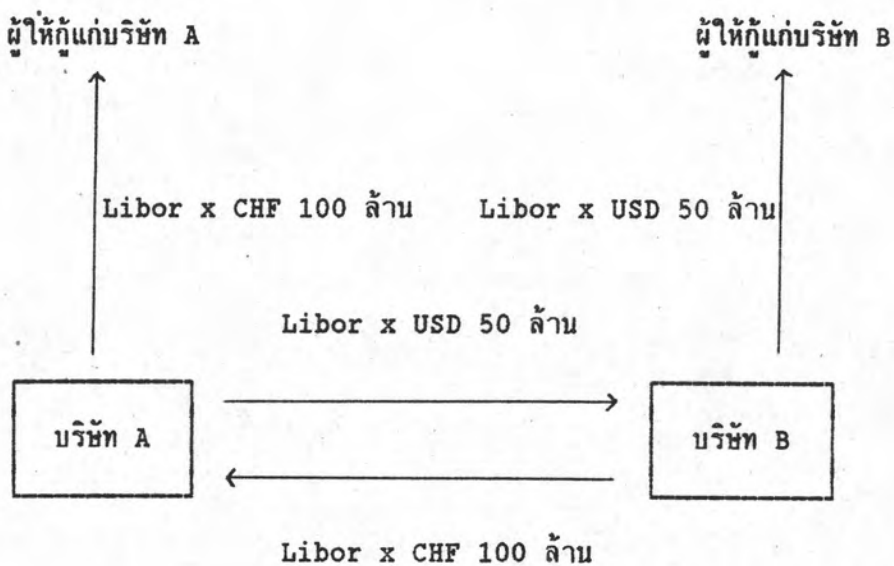 ผู้ให้กู้แก่บริษัท A
ผู้ให้กู้แก่บริษัท B
Libor x CHF 100 ล้าน
Libor x USD 50 ล้าน
Libor x USD 50 ล้าน
บริษัท A
บริษัท B
Libor x CHF 100 ล้าน